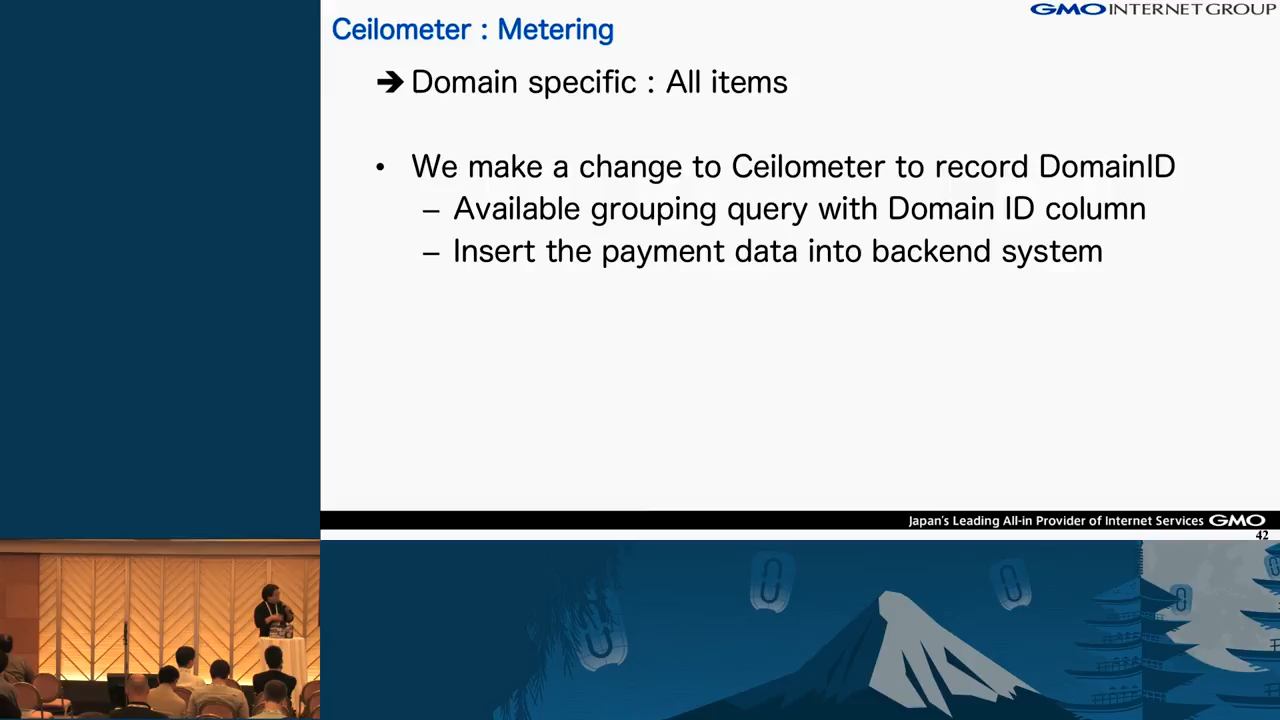 GMO INTERNET GROUP
Ceilometer : Metering
➔ Domain specific : All items
• We make a change to Ceilometer to record DomainID
– Available grouping query with Domain ID column
– Insert the payment data into backend system
Japan's Leading All-in Provider of Internet Services GMO
42